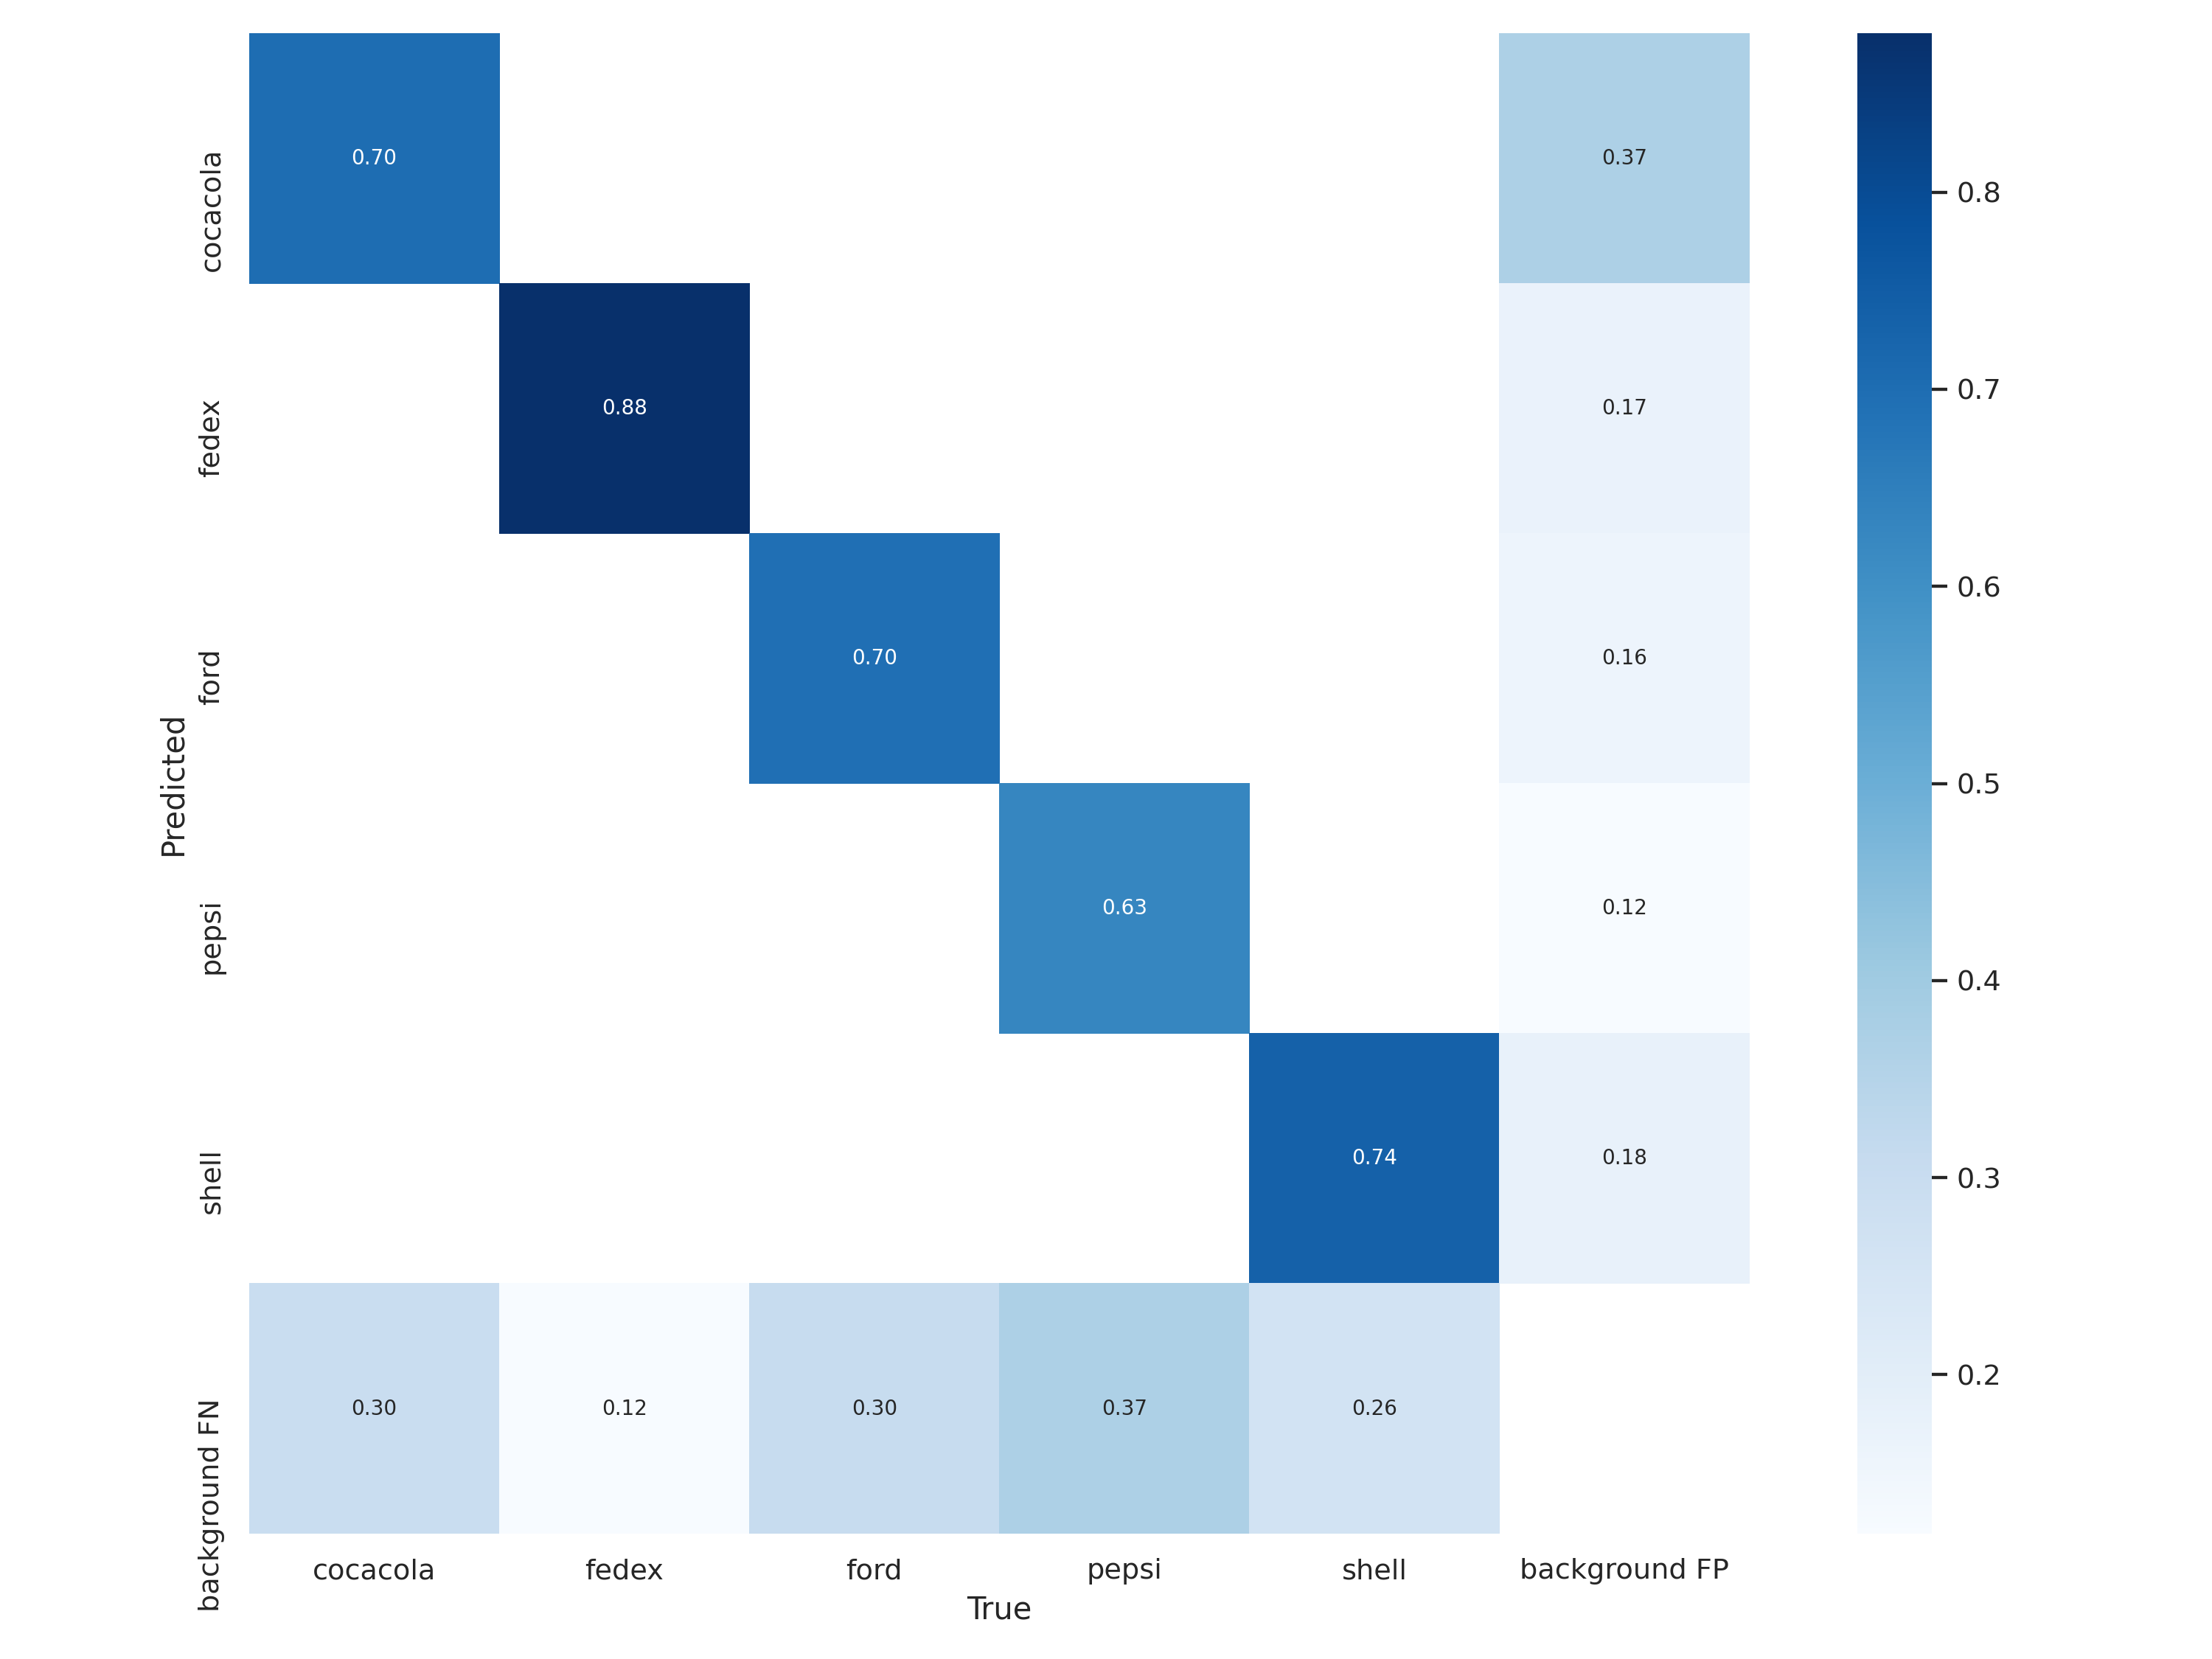 cocacola
0.70
0.37
fedex
0.88
0.17
ford
0.70
0.16
pepsi
0.63
0.12
shell
0.74
0.18
background FN
0.30
0.12
0.30
0.37
0.26
Predicted
cocacola
fedex
ford
pepsi
shell
background FP
True
0.8
0.7
0.6
0.5
0.4
0.3
0.2